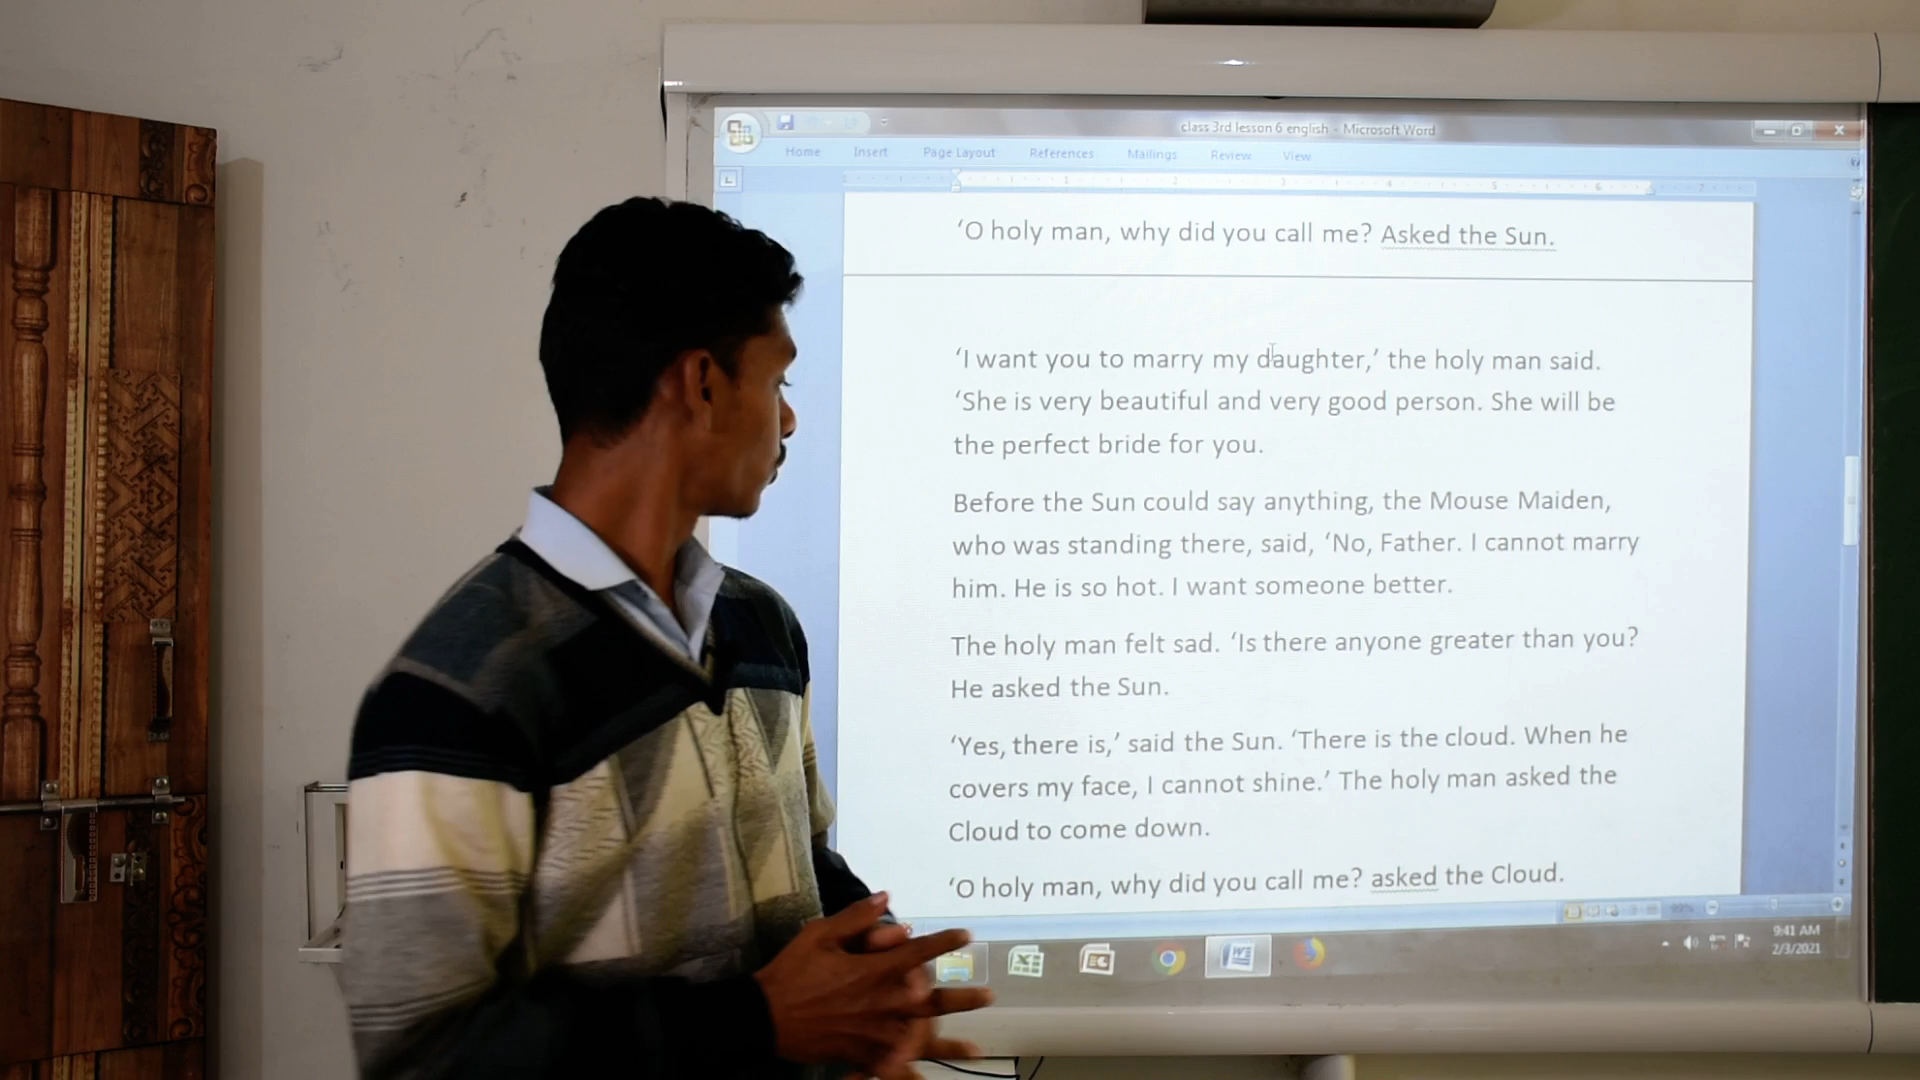 class 3rd lesson 6 english - Microsoft Word
Home Insert Page Layout References Mailings Review View
‘O holy man, why did you call me? Asked the Sun.
‘I want you to marry my daughter,’ the holy man said.
‘She is very beautiful and very good person. She will be
the perfect bride for you.
Before the Sun could say anything, the Mouse Maiden,
who was standing there, said, ‘No, Father. I cannot marry
him. He is so hot. I want someone better.
The holy man felt sad. ‘Is there anyone greater than you?
He asked the Sun.
‘Yes, there is,’ said the Sun. ‘There is the cloud. When he
covers my face, I cannot shine.’ The holy man asked the
Cloud to come down.
‘O holy man, why did you call me? asked the Cloud.
9:41 AM
2/3/2021